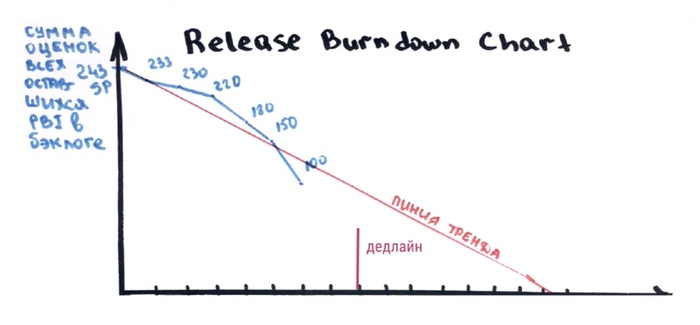 Release Burndown Chart
СУММА
ОЦЕНОК
ВСЕХ
ОСТАВ-
ШИХСЯ
PBI в
бэклоге
243
SP
233
230
220
180
150
100
ЛИНИЯ ТРЕНДА
дедлайн